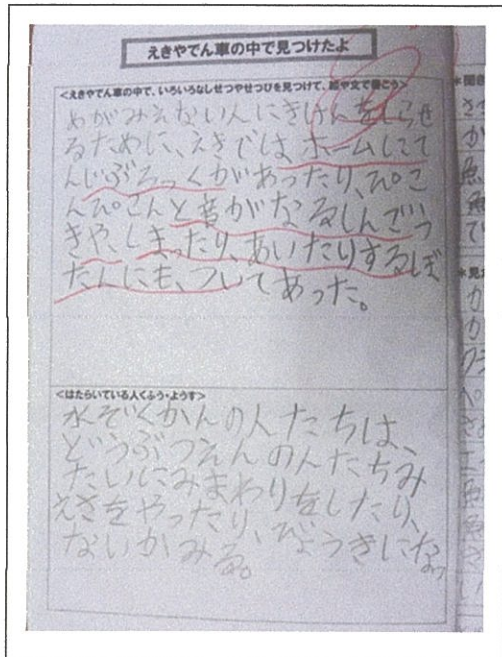 えきやでん車の中で見つけたよ
<えきやでん車の中で、いろいろなしせつやせつびを見つけて、絵や文で書こう>
めがみえない人にきけんをしらせ
るために、えきでは、ホームしてて
んじぶろっくがあったり、ぴこ
んぴこんと音がなるしんごう
きや、しまったり、あいたりするぼ
たんにも、ついてあった。
<はたらいている人くふう・ようす>
水ぞくかんの人たちは、
どうぶつえんの人たちみ
たいにみまわりをしたり、
えさをやったり、びょうきになっ
ないかみる。